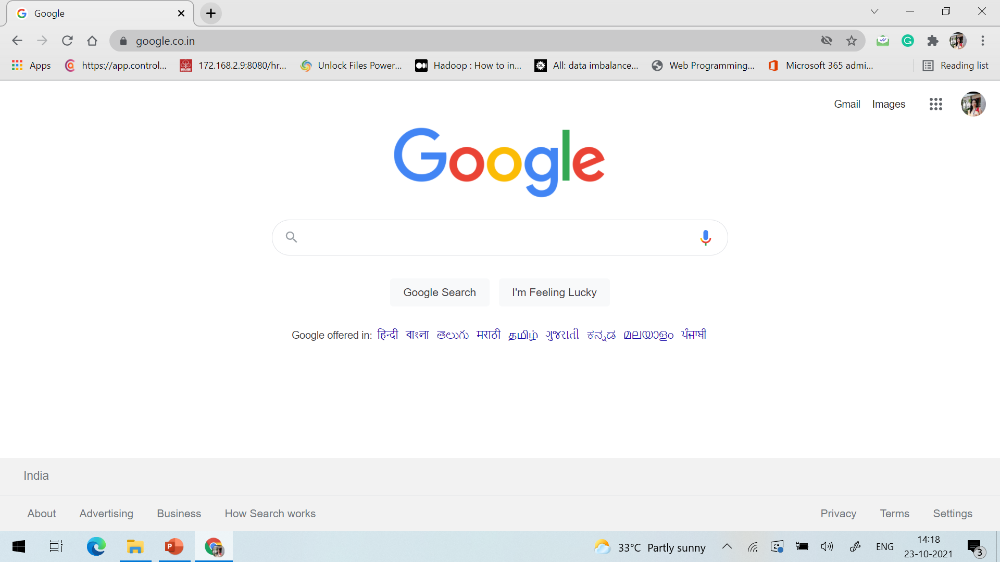 Google
google.co.in
Apps https://app.control... 172.168.2.9:8080/hr... Unlock Files Power... Hadoop : How to in... All: data imbalance... Web Programming... Microsoft 365 admi... Reading list
Gmail Images
Google
Google Search I'm Feeling Lucky
Google offered in: हिन्दी বাংলা తెలుగు मराठी தமிழ் ગુજરાતી ಕನ್ನಡ മലയാളം ਪੰਜਾਬੀ
India
About Advertising Business How Search works Privacy Terms Settings
33°C Partly sunny ENG 14:18
23-10-2021 3